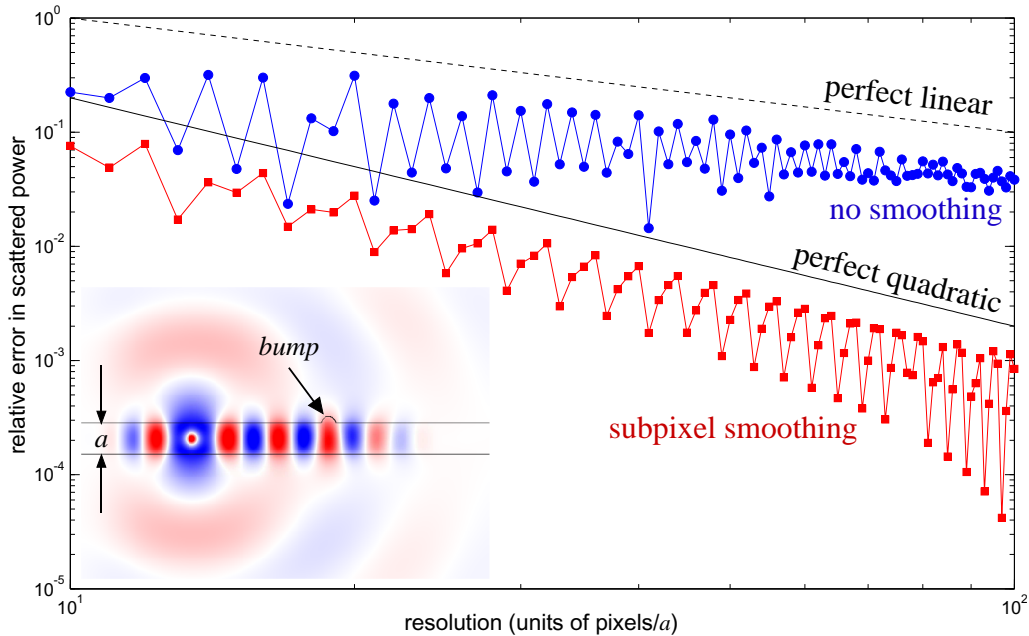 10^0
10^-1
10^-2
10^-3
10^-4
10^-5
relative error in scattered power
perfect linear
no smoothing
perfect quadratic
bump
a
subpixel smoothing
10^1
10^2
resolution (units of pixels/a)